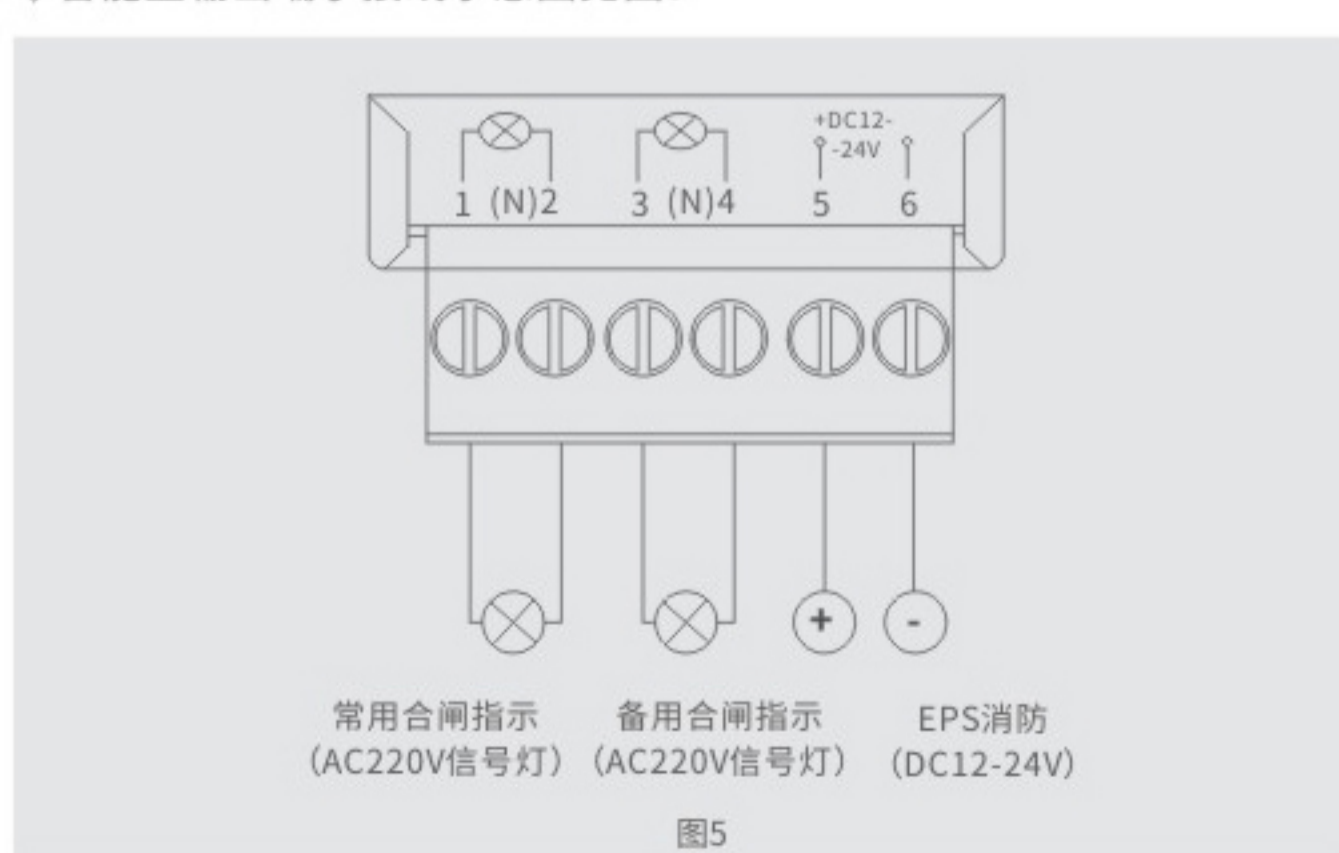 +DC12-
-24V
1 (N)2 3 (N)4 5 6
+ -
常用合闸指示 备用合闸指示 EPS消防
(AC220V信号灯) (AC220V信号灯) (DC12-24V)
图5